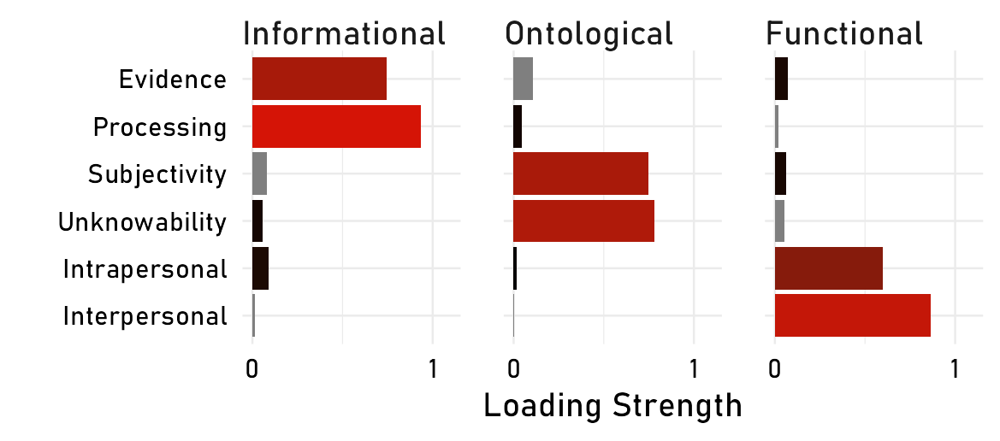 Informational Ontological Functional
Evidence
Processing
Subjectivity
Unknowability
Intrapersonal
Interpersonal
0 1 0 1 0 1
Loading Strength